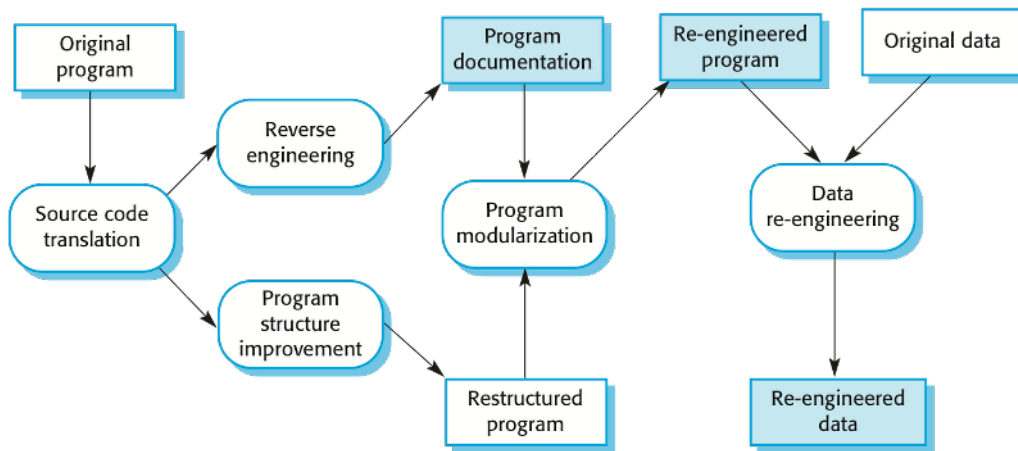 Original
program
Program
documentation
Re-engineered
program
Original data
Reverse
engineering
Source code
translation
Program
modularization
Data
re-engineering
Program
structure
improvement
Restructured
program
Re-engineered
data